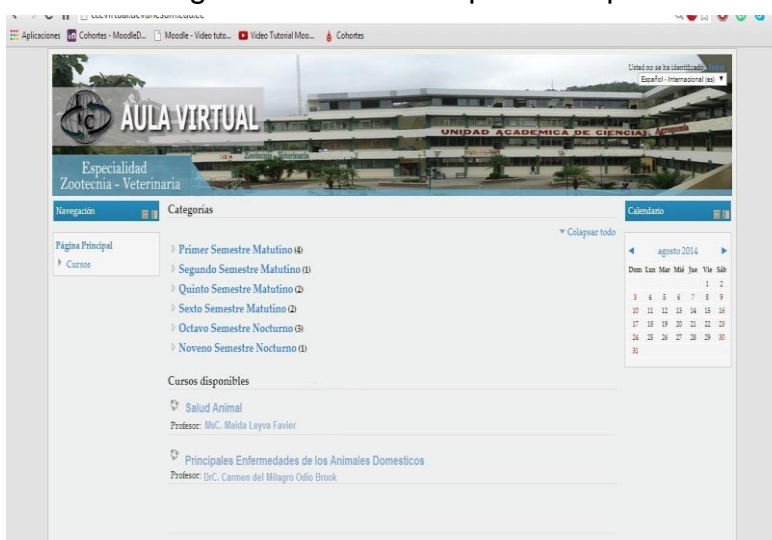 Aplicaciones Cohortes - MoodleD... Moodle - Video tuto... Video Tutorial Moo... Cohortes
Usted no se ha identificado.
Español - Internacional (es)
AULA VIRTUAL
UNIDAD ACADEMICA DE CIENCIAS Agronomía
Zootecnia - Veterinaria
Especialidad
Zootecnia - Veterinaria
Navegación
Página Principal
Cursos
Categorías
Colapsar todo
Primer Semestre Matutino (4)
Segundo Semestre Matutino (1)
Quinto Semestre Matutino (2)
Sexto Semestre Matutino (2)
Octavo Semestre Nocturno (3)
Noveno Semestre Nocturno (1)
Cursos disponibles
Salud Animal
Profesor: MsC. Maida Leyva Favier
Principales Enfermedades de los Animales Domesticos
Profesor: DrC. Carmen del Milagro Odio Brook
Calendario
agosto 2014
Dom Lun Mar Mié Jue Vie Sáb
1 2
3 4 5 6 7 8 9
10 11 12 13 14 15 16
17 18 19 20 21 22 23
24 25 26 27 28 29 30
31